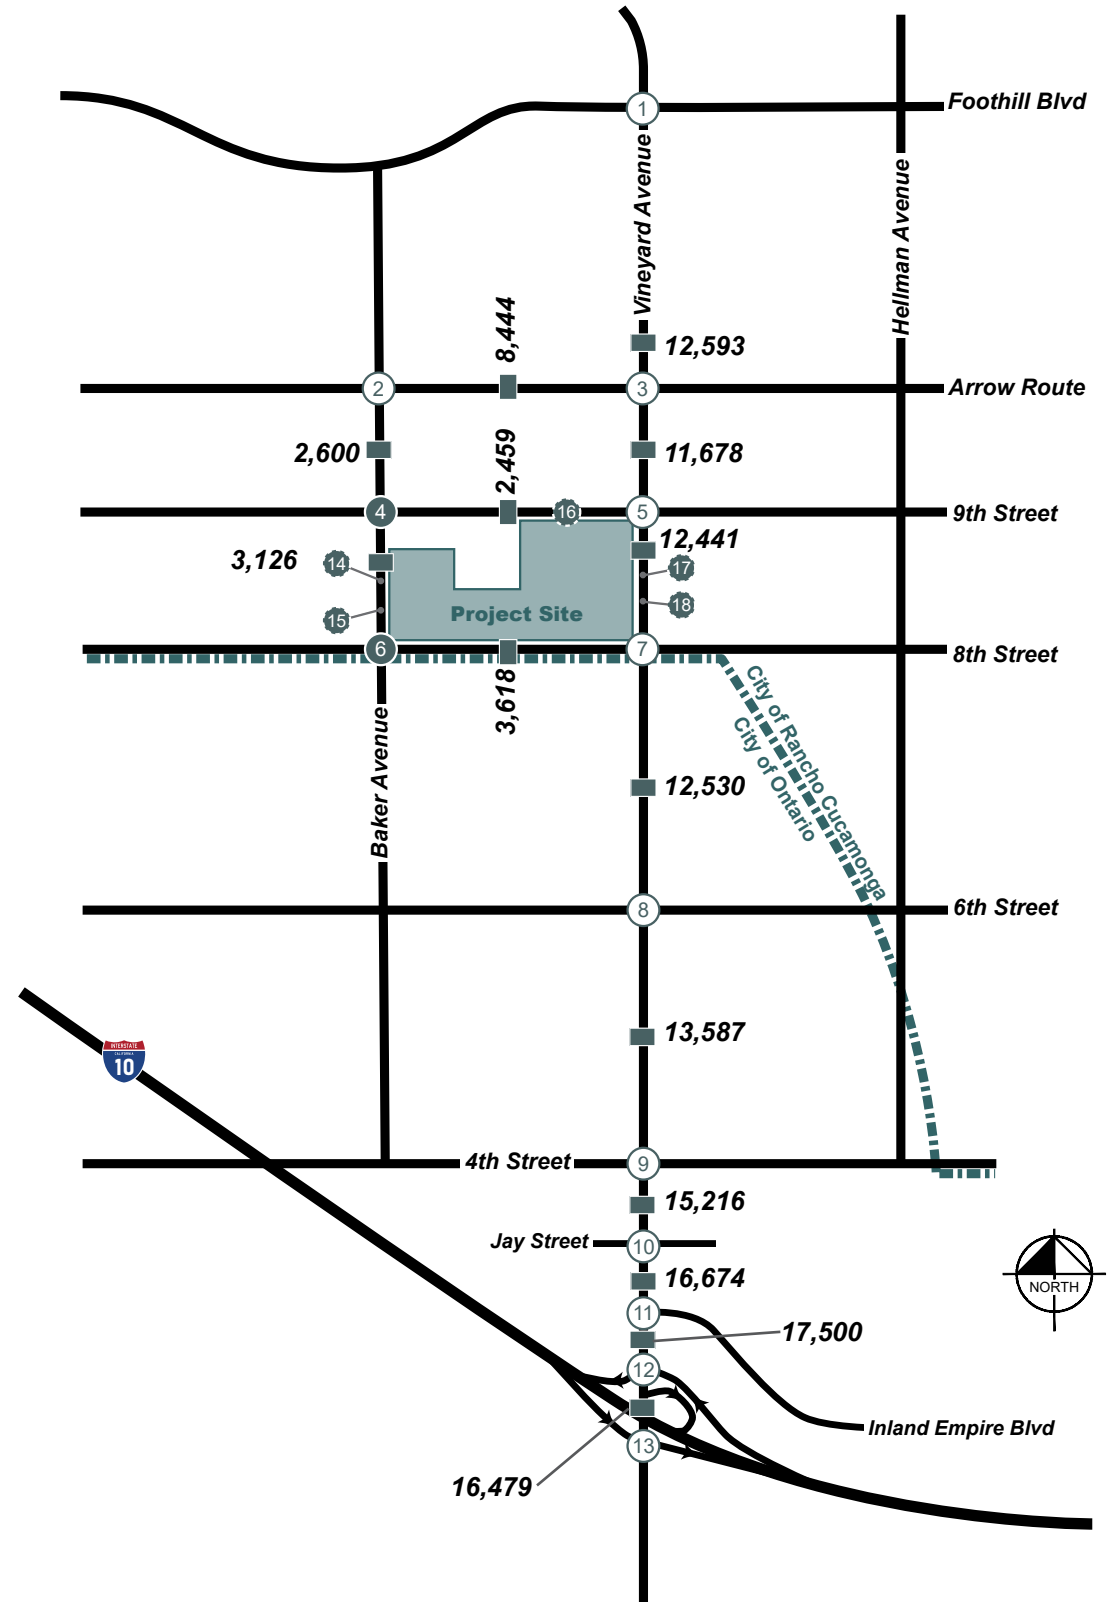 Foothill Blvd
1
Vineyard Avenue
Hellman Avenue
8,444
12,593
2
3
Arrow Route
2,600
2,459
11,678
4
16
5
9th Street
12,441
3,126
14
17
15
Project Site
18
6
7
8th Street
3,618
City of Rancho Cucamonga
City of Ontario
Baker Avenue
12,530
8
6th Street
13,587
INTERSTATE
CALIFORNIA
10
4th Street
9
15,216
Jay Street
10
16,674
NORTH
11
17,500
12
Inland Empire Blvd
13
16,479